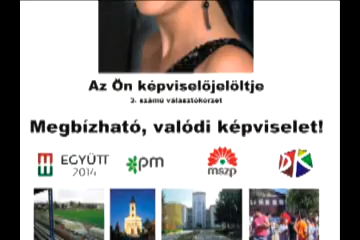 Az Ön képviselőjelöltje
3. számú választókörzet
Megbízható, valódi képviselet!
EGYÜTT
2014
pm
mszp
DK